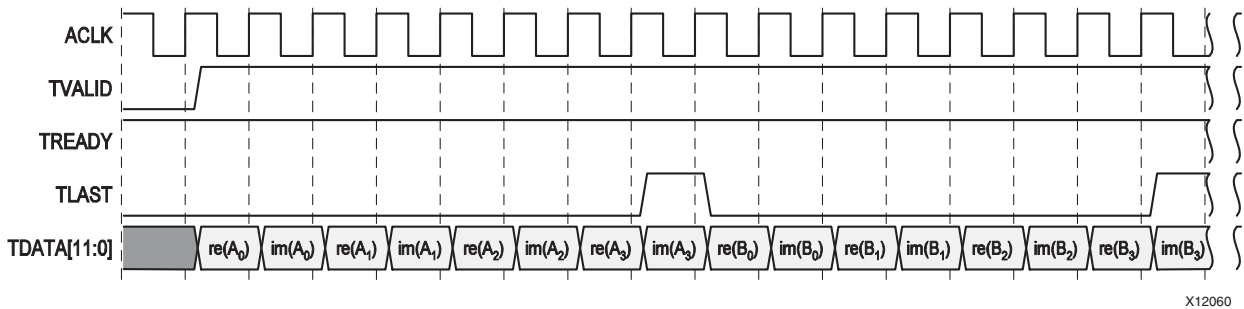 ACLK
TVALID
TREADY
TLAST
TDATA[11:0] re(A₀) im(A₀) re(A₁) im(A₁) re(A₂) im(A₂) re(A₃) im(A₃) re(B₀) im(B₀) re(B₁) im(B₁) re(B₂) im(B₂) re(B₃) im(B₃)
X12060